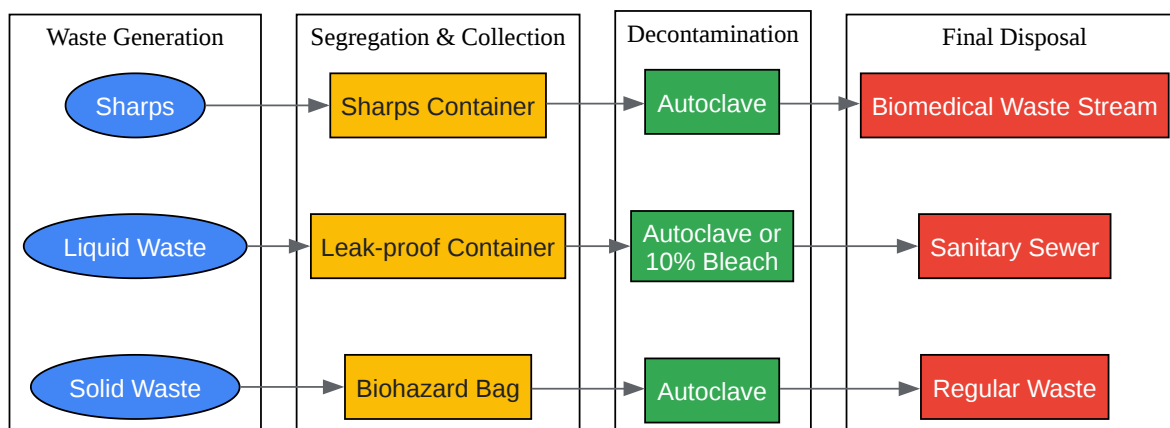 Waste Generation
Segregation & Collection
Decontamination
Final Disposal
Sharps
Sharps Container
Autoclave
Biomedical Waste Stream
Liquid Waste
Leak-proof Container
Autoclave or
10% Bleach
Sanitary Sewer
Solid Waste
Biohazard Bag
Autoclave
Regular Waste